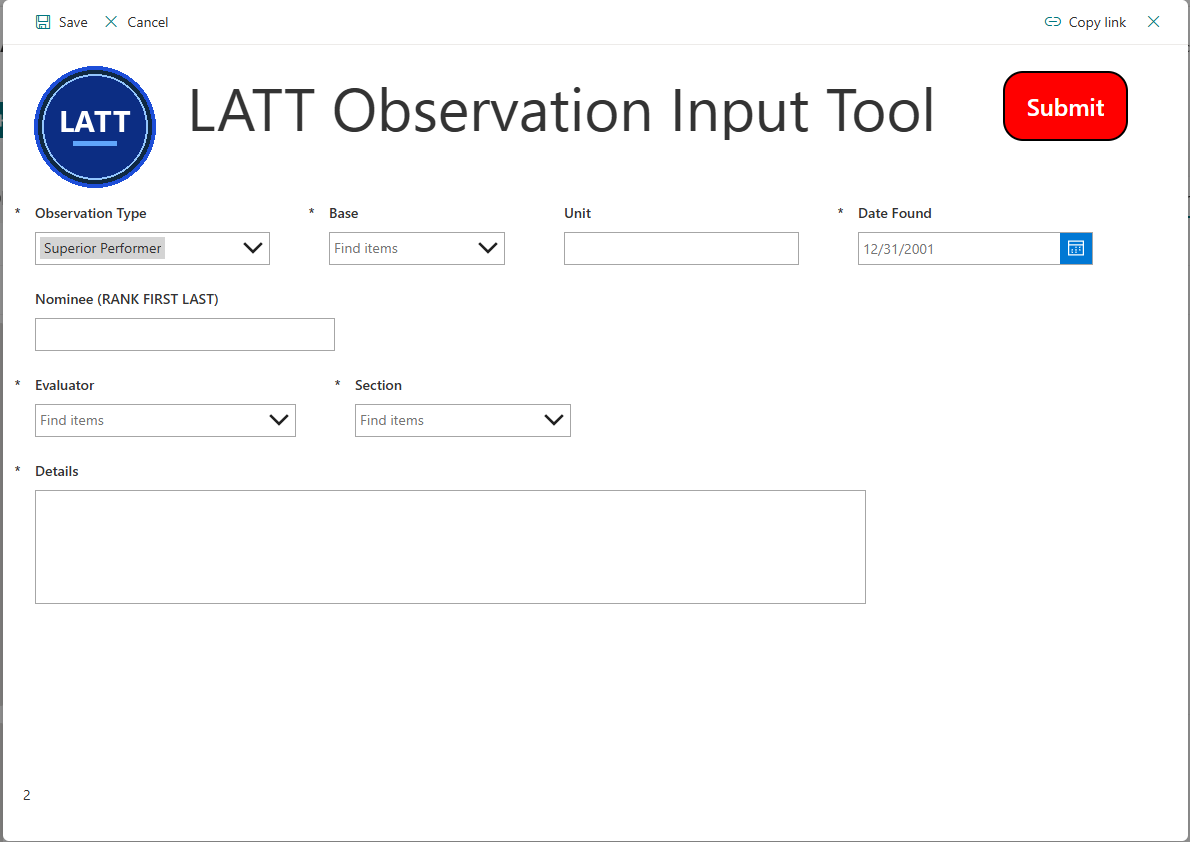 Save Cancel Copy link
LATT
LATT Observation Input Tool
Submit
* Observation Type * Base Unit * Date Found
Superior Performer Find items 12/31/2001
Nominee (RANK FIRST LAST)
* Evaluator * Section
Find items Find items
* Details
2